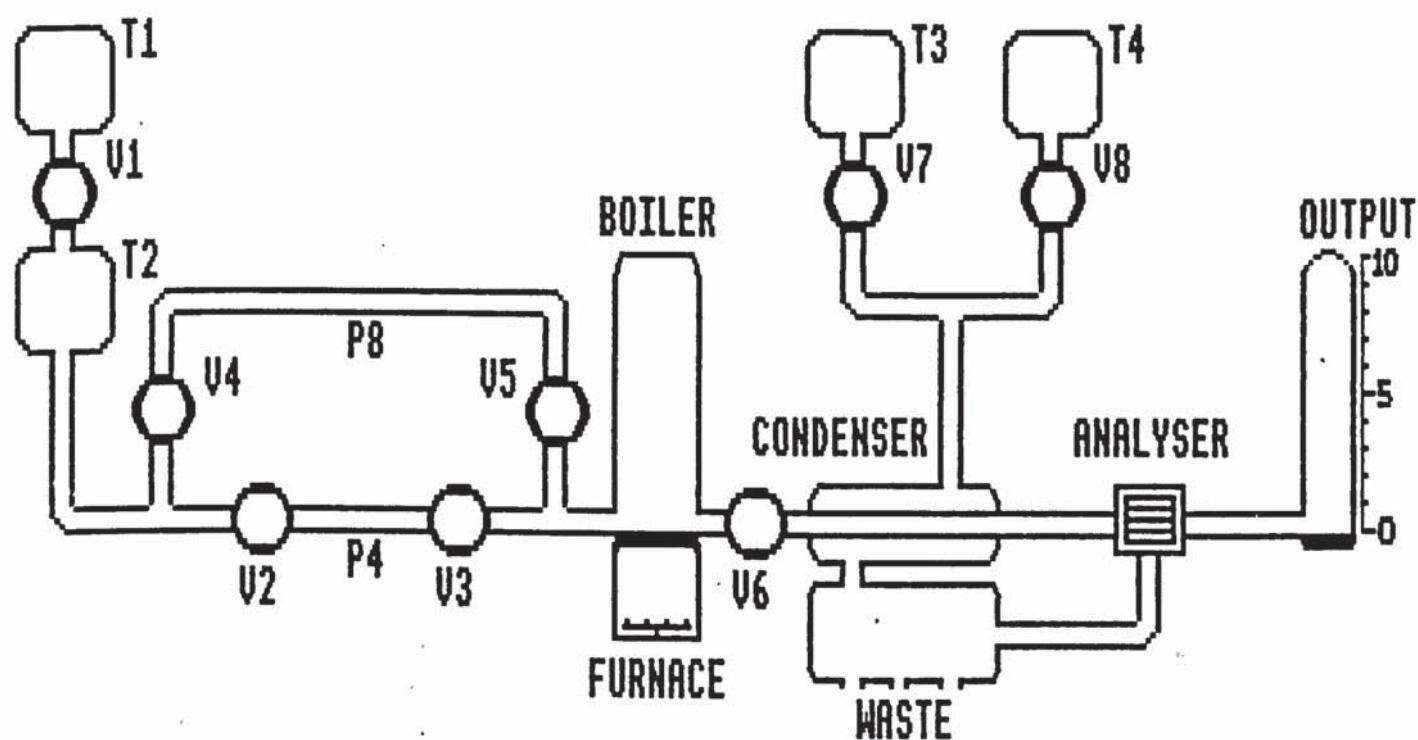 T1
T3
T4
V1
V7
V8
BOILER
OUTPUT
T2
10
P8
V4
V5
5
CONDENSER
ANALYSER
0
P4
V2
V3
V6
FURNACE
WASTE